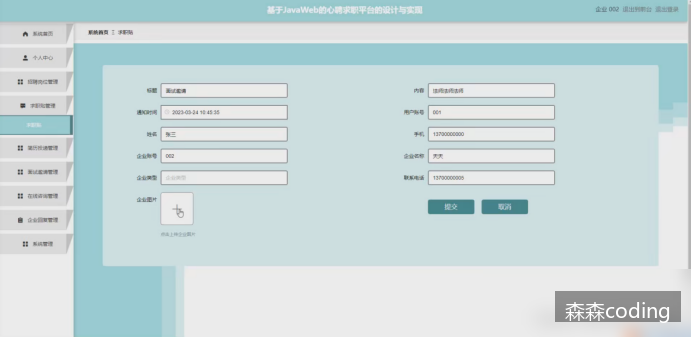 基于JavaWeb的心聘求职平台的设计与实现
企业 002 退出到前台 退出登录
系统首页
个人中心
招聘岗位管理
求职贴管理
求职贴
简历投递管理
面试邀请管理
在线咨询管理
企业回复管理
系统管理
系统首页 求职贴
标题 面试邀请 内容
通知时间 2023-03-24 10:45:35 用户账号 001
姓名 张三 手机 13700000000
企业账号 002 企业名称 天天
企业类型 企业类型 联系电话 13700000005
企业图片
点击上传企业图片
提交 取消
森森coding